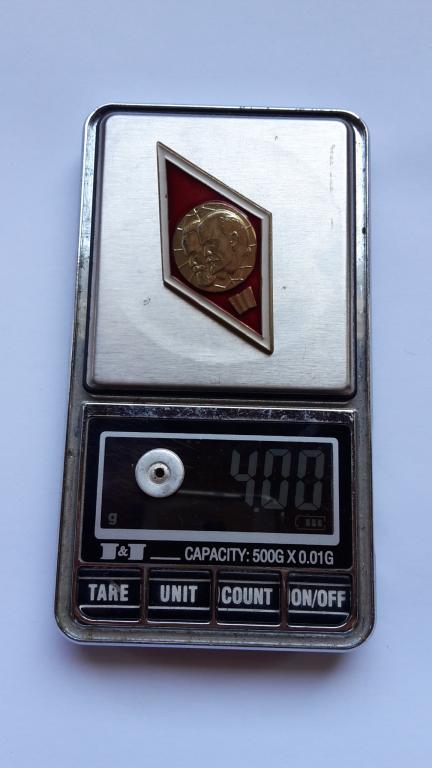 4.00
g
CAPACITY: 500G X 0.01G
TARE UNIT COUNT ON/OFF